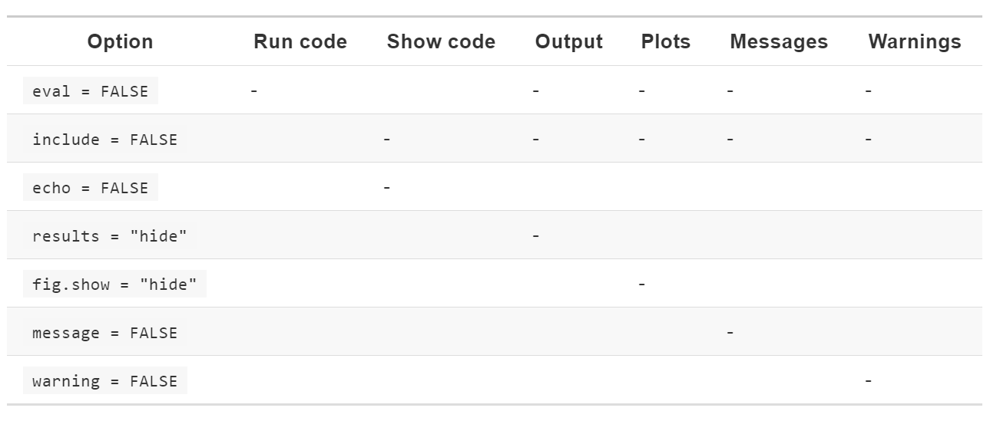 Option Run code Show code Output Plots Messages Warnings
eval = FALSE - - - - -
include = FALSE - - - - -
echo = FALSE -
results = "hide" -
fig.show = "hide" -
message = FALSE -
warning = FALSE -